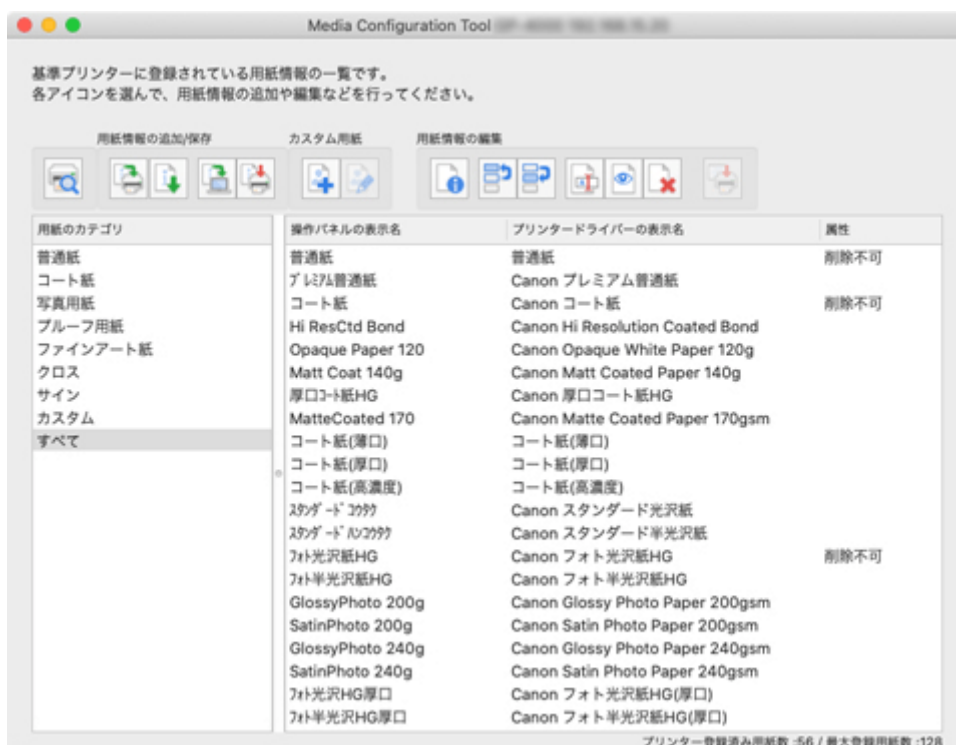 Media Configuration Tool
基準プリンターに登録されている用紙情報の一覧です。
各アイコンを選んで、用紙情報の追加や編集などを行ってください。
用紙情報の追加/保存 カスタム用紙 用紙情報の編集
用紙のカテゴリ 操作パネルの表示名 プリンタードライバーの表示名 属性
普通紙 普通紙 普通紙 削除不可
コート紙 ﾌﾟﾚﾐｱﾑ普通紙 Canon プレミアム普通紙
写真用紙 コート紙 Canon コート紙 削除不可
プルーフ用紙 Hi ResCtd Bond Canon Hi Resolution Coated Bond
ファインアート紙 Opaque Paper 120 Canon Opaque White Paper 120g
クロス Matt Coat 140g Canon Matt Coated Paper 140g
サイン 厚口ｺｰﾄ紙HG Canon 厚口コート紙HG
カスタム MatteCoated 170 Canon Matte Coated Paper 170gsm
すべて コート紙(薄口) コート紙(薄口)
コート紙(厚口) コート紙(厚口)
コート紙(高濃度) コート紙(高濃度)
ｽﾀﾝﾀﾞｰﾄﾞ ｺｳﾀｸ Canon スタンダード光沢紙
ｽﾀﾝﾀﾞｰﾄﾞ ﾊﾝｺｳﾀｸ Canon スタンダード半光沢紙
ﾌｫﾄ光沢紙HG Canon フォト光沢紙HG 削除不可
ﾌｫﾄ半光沢紙HG Canon フォト半光沢紙HG
GlossyPhoto 200g Canon Glossy Photo Paper 200gsm
SatinPhoto 200g Canon Satin Photo Paper 200gsm
GlossyPhoto 240g Canon Glossy Photo Paper 240gsm
SatinPhoto 240g Canon Satin Photo Paper 240gsm
ﾌｫﾄ光沢HG厚口 Canon フォト光沢紙HG(厚口)
ﾌｫﾄ半光沢HG厚口 Canon フォト半光沢紙HG(厚口)
プリンター登録済み用紙数 :56 / 最大登録用紙数 :128